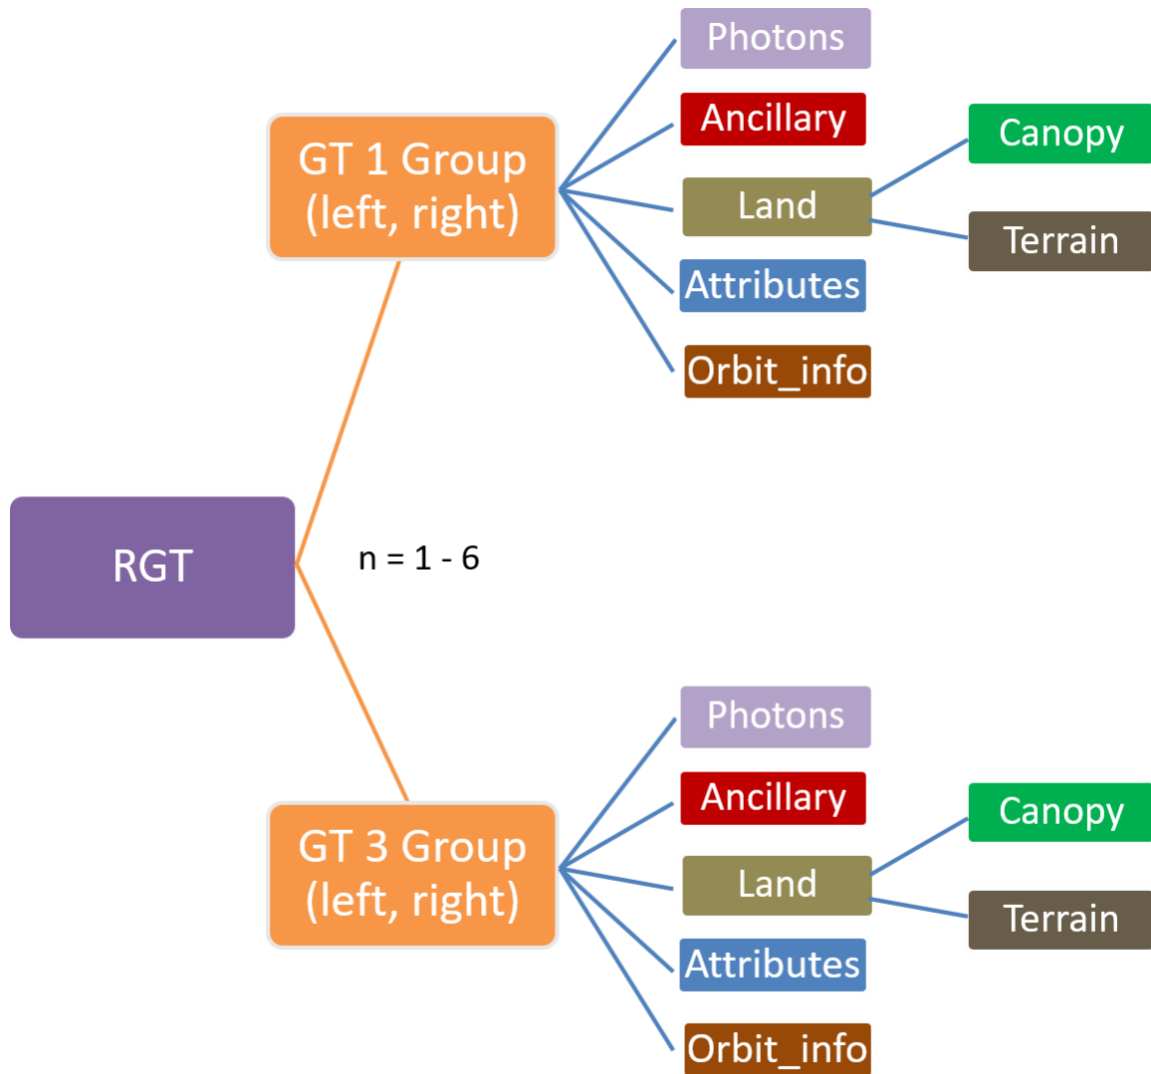 Photons
Ancillary
GT 1 Group
(left, right)
Land
Canopy
Terrain
Attributes
Orbit_info
RGT
n = 1 - 6
Photons
Ancillary
GT 3 Group
(left, right)
Land
Canopy
Terrain
Attributes
Orbit_info